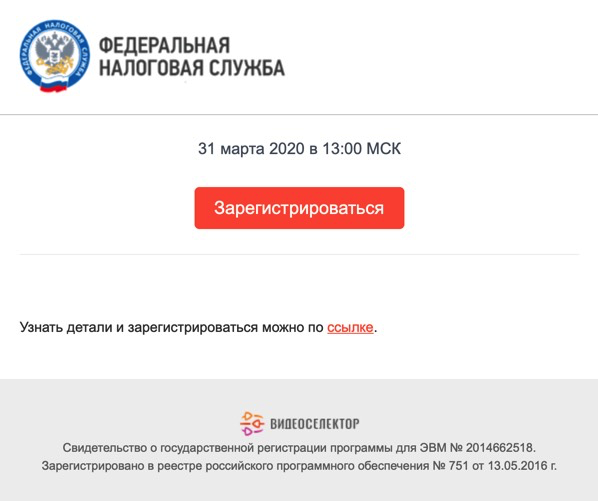 ФЕДЕРАЛЬНАЯ НАЛОГОВАЯ СЛУЖБА
ФЕДЕРАЛЬНАЯ
НАЛОГОВАЯ СЛУЖБА
31 марта 2020 в 13:00 МСК
Зарегистрироваться
Узнать детали и зарегистрироваться можно по ссылке.
ВИДЕОСЕЛЕКТОР
Свидетельство о государственной регистрации программы для ЭВМ № 2014662518.
Зарегистрировано в реестре российского программного обеспечения № 751 от 13.05.2016 г.